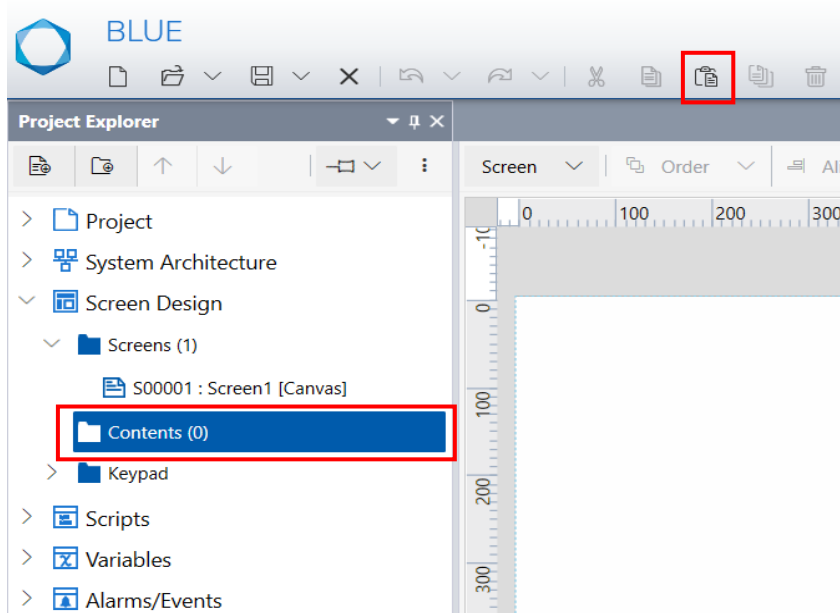 BLUE
Project Explorer
Screen
Order
Al
Project
System Architecture
Screen Design
Screens (1)
S00001 : Screen1 [Canvas]
Contents (0)
Keypad
Scripts
Variables
Alarms/Events
0 100 200 300
-10
0
100
200
300